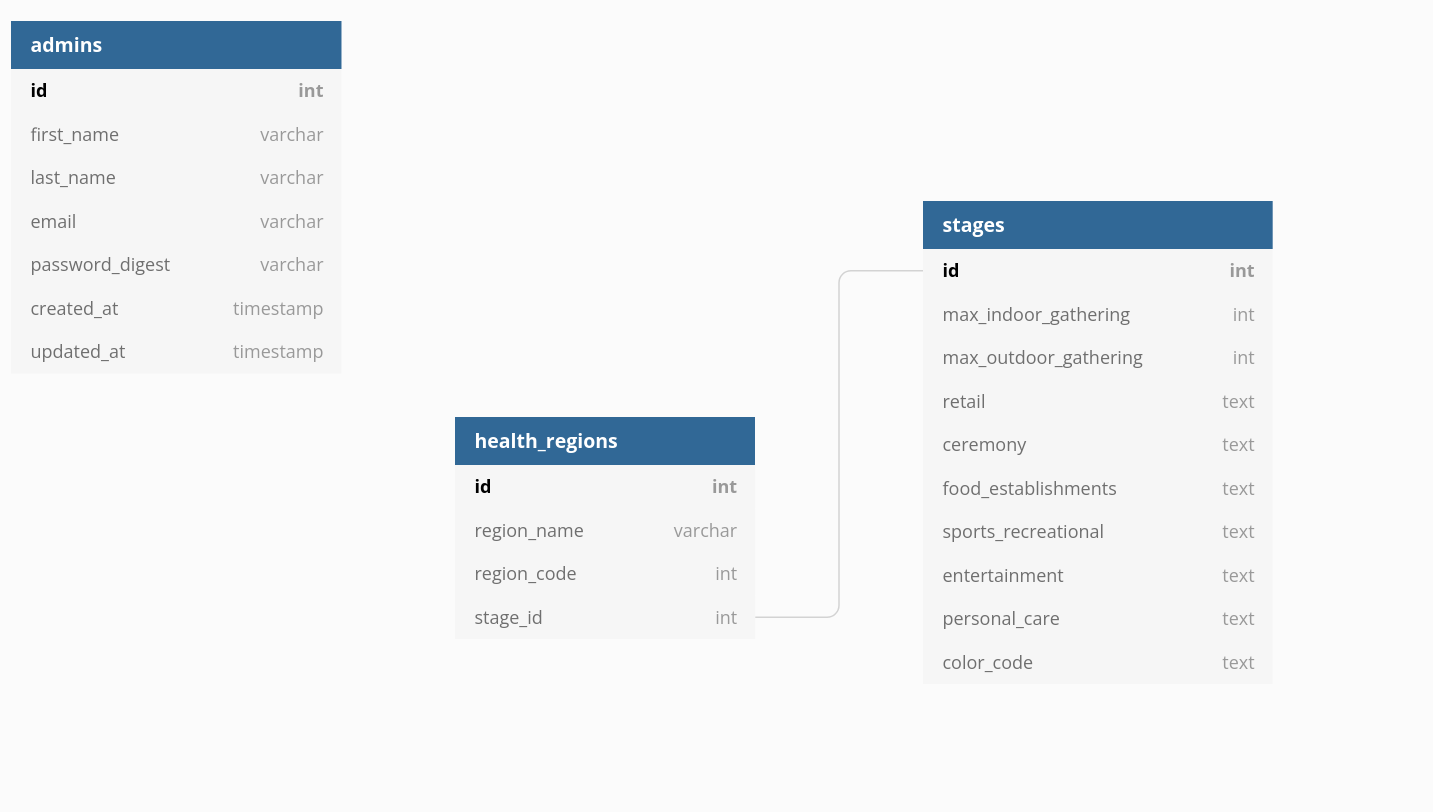 admins
id int
first_name varchar
last_name varchar
email varchar
password_digest varchar
created_at timestamp
updated_at timestamp
health_regions
id int
region_name varchar
region_code int
stage_id int
stages
id int
max_indoor_gathering int
max_outdoor_gathering int
retail text
ceremony text
food_establishments text
sports_recreational text
entertainment text
personal_care text
color_code text